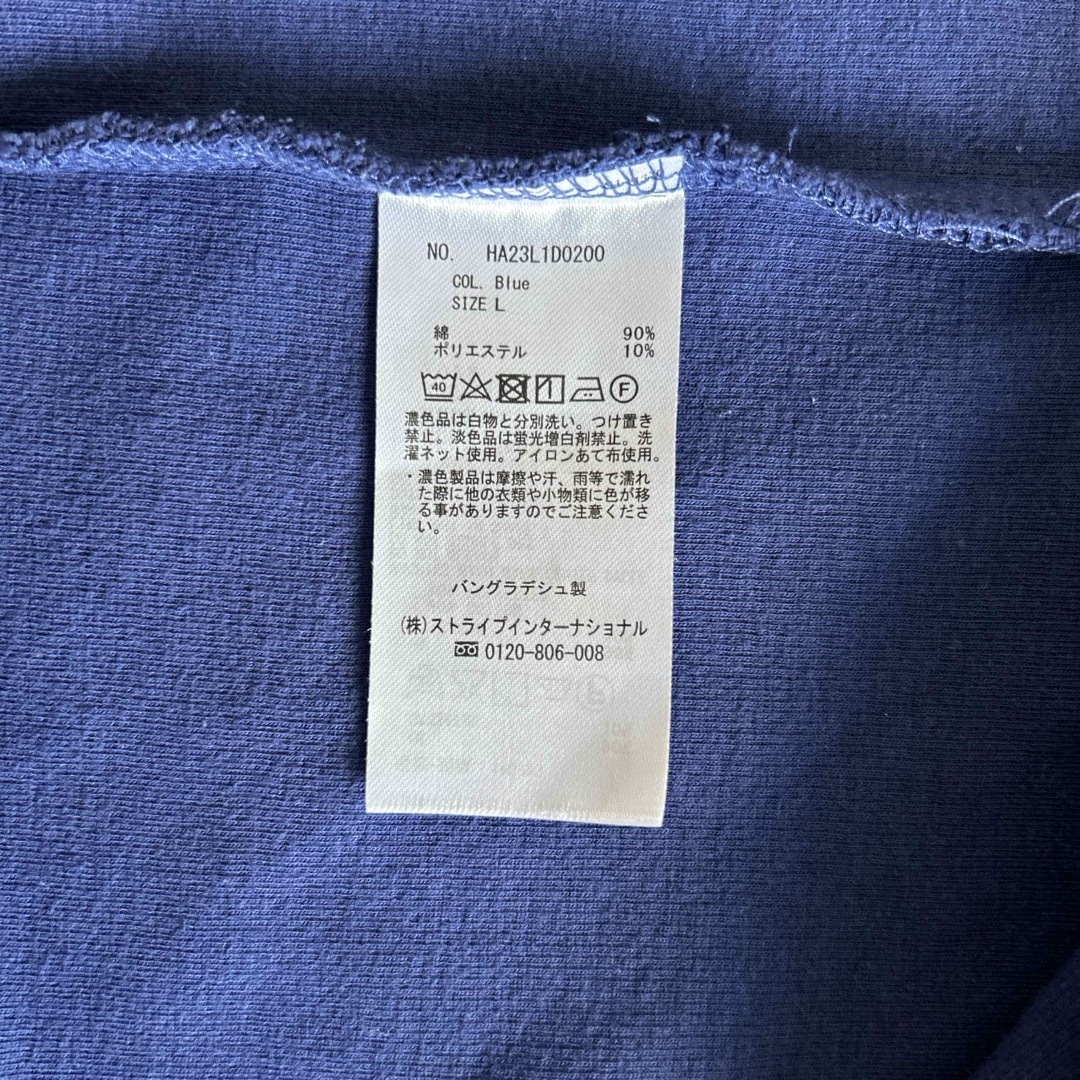 NO. HA23L1D0200
COL. Blue
SIZE L
綿 90%
ポリエステル 10%
40 F
濃色品は白物と分別洗い。つけ置き
禁止。淡色品は蛍光増白剤禁止。洗
濯ネット使用。アイロンあて布使用。
・濃色製品は摩擦や汗、雨等で濡れ
た際に他の衣類や小物類に色が移
る事がありますのでご注意くださ
い。
バングラデシュ製
(株)ストライプインターナショナル
0120-806-008